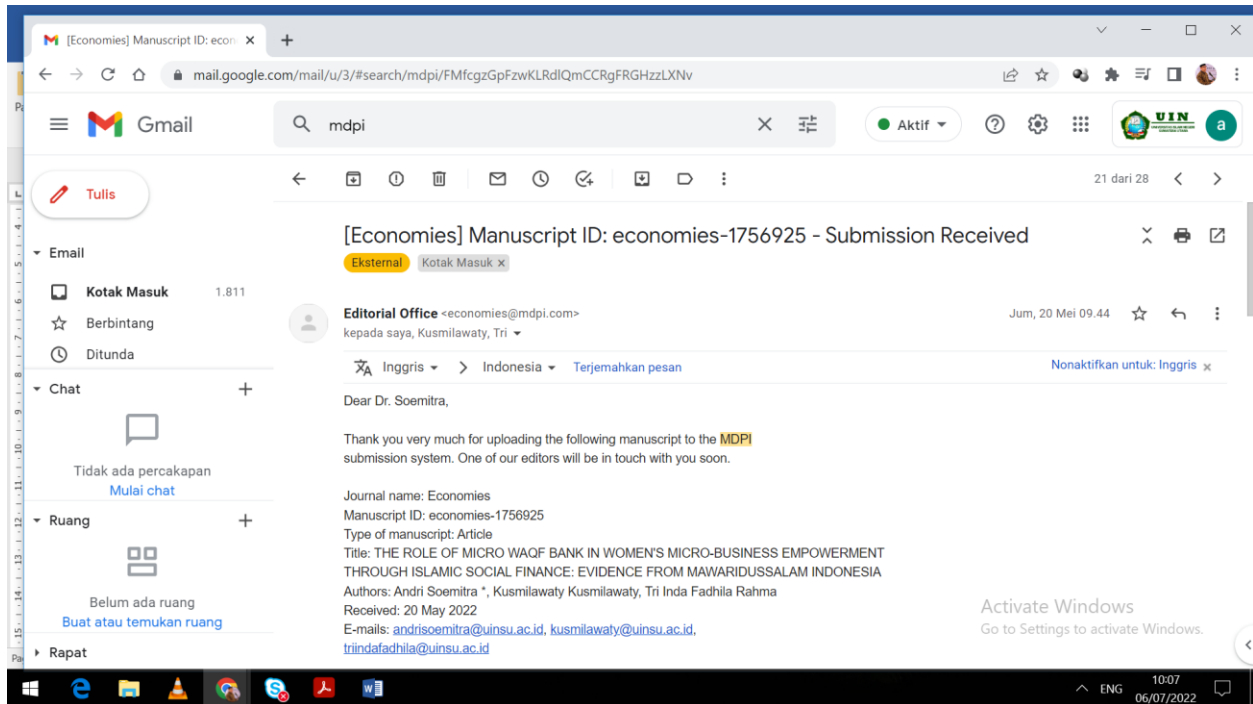 [Economies] Manuscript ID: econ
mail.google.com/mail/u/3/#search/mdpi/FMfcgzGpFzwKLRdlQmCCRgFRGHzzLXNv
Gmail
mdpi
Aktif
UIN
a
Tulis
21 dari 28
Email
Kotak Masuk 1.811
Berbintang
Ditunda
Chat
Tidak ada percakapan
Mulai chat
Ruang
Belum ada ruang
Buat atau temukan ruang
Rapat
[Economies] Manuscript ID: economies-1756925 - Submission Received
Eksternal Kotak Masuk ×
Editorial Office <economies@mdpi.com> Jum, 20 Mei 09.44
kepada saya, Kusmilawaty, Tri
Inggris > Indonesia Terjemahkan pesan Nonaktifkan untuk: Inggris ×
Dear Dr. Soemitra,
Thank you very much for uploading the following manuscript to the MDPI
submission system. One of our editors will be in touch with you soon.
Journal name: Economies
Manuscript ID: economies-1756925
Type of manuscript: Article
Title: THE ROLE OF MICRO WAQF BANK IN WOMEN'S MICRO-BUSINESS EMPOWERMENT
THROUGH ISLAMIC SOCIAL FINANCE: EVIDENCE FROM MAWARIDUSSALAM INDONESIA
Authors: Andri Soemitra *, Kusmilawaty Kusmilawaty, Tri Inda Fadhila Rahma
Received: 20 May 2022
E-mails: andrisoemitra@uinsu.ac.id, kusmilawaty@uinsu.ac.id,
triindafadhila@uinsu.ac.id
Activate Windows
Go to Settings to activate Windows.
ENG
10:07
06/07/2022